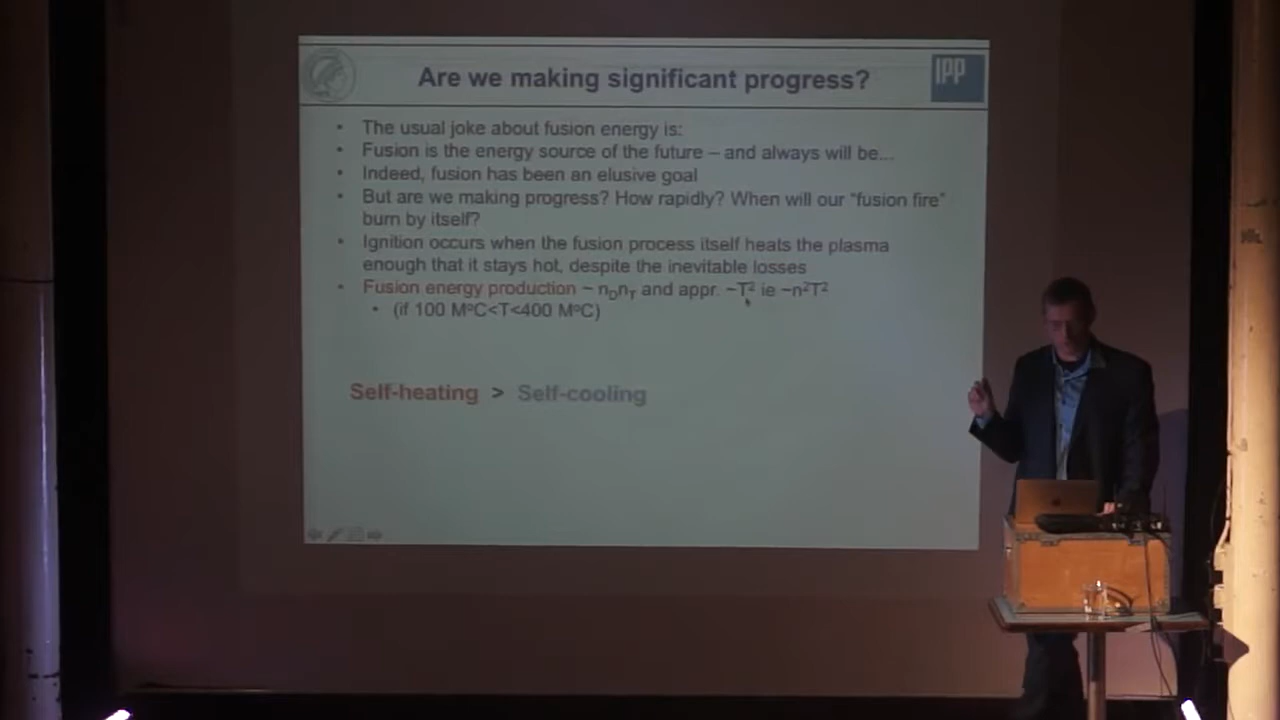 Are we making significant progress?
IPP
• The usual joke about fusion energy is:
• Fusion is the energy source of the future – and always will be...
• Indeed, fusion has been an elusive goal
• But are we making progress? How rapidly? When will our "fusion fire"
burn by itself?
• Ignition occurs when the fusion process itself heats the plasma
enough that it stays hot, despite the inevitable losses
• Fusion energy production ~ n_Dn_T and appr. ~T² ie ~n²T²
• (if 100 MºC<T<400 MºC)
Self-heating > Self-cooling